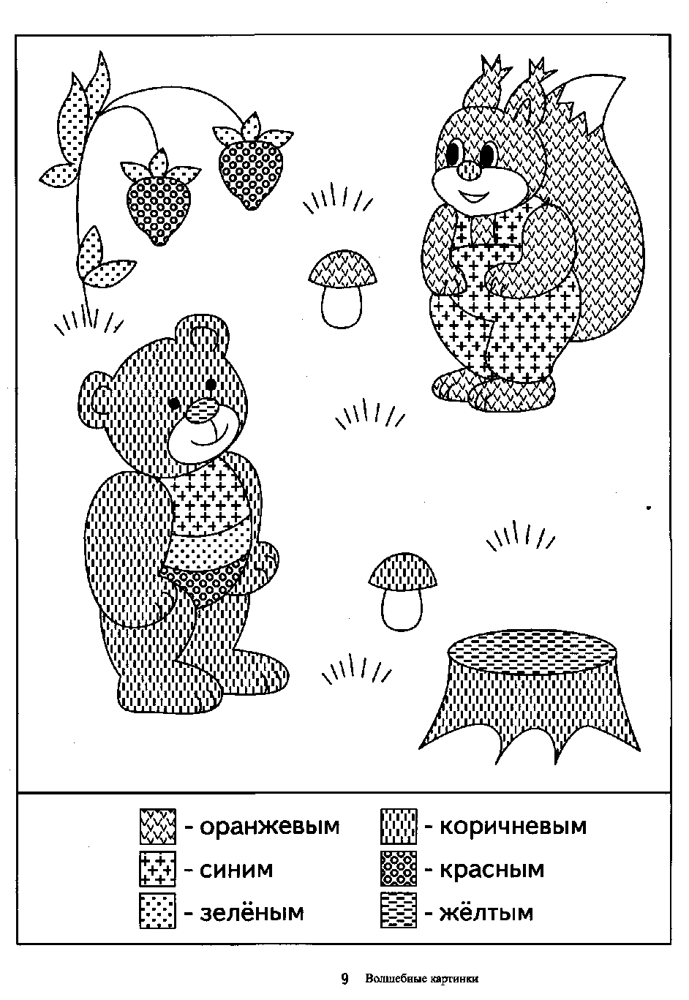 - оранжевым - коричневым
- синим - красным
- зелёным - жёлтым
9 Волшебные картинки